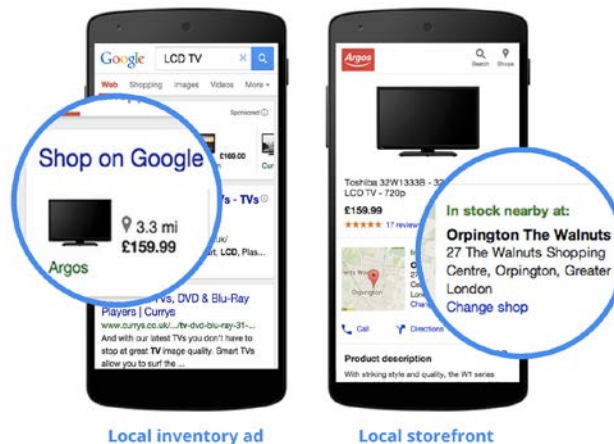 Google
LCD TV
Web Shopping Images Videos More
Sponsored
£169.00
Shop on Google
3.3 mi
£159.99
Argos
- TVs
LCD, Plas...
TVs, DVD & Blu-Ray
Players | Currys
www.currys.co.uk/.../tv-dvd-blu-ray-31-...
And with our latest TVs you don't have to
stop at great TV image quality. Smart TVs
allow you to surf the ...
Local inventory ad
Argos
Search Shops
Toshiba 32W1333B - 32
LCD TV - 720p
£159.99
17 reviews
Orpington
Call Directions
Product description
With striking style and quality, the W1 series
In stock nearby at:
Orpington The Walnuts
27 The Walnuts Shopping
Centre, Orpington, Greater
London
Change shop
Local storefront